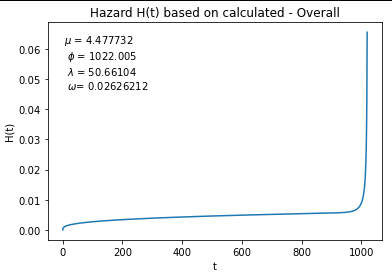 Hazard H(t) based on calculated - Overall
μ = 4.477732
ϕ = 1022.005
λ = 50.66104
ω= 0.02626212
H(t)
0.06
0.05
0.04
0.03
0.02
0.01
0.00
0 200 400 600 800 1000
t